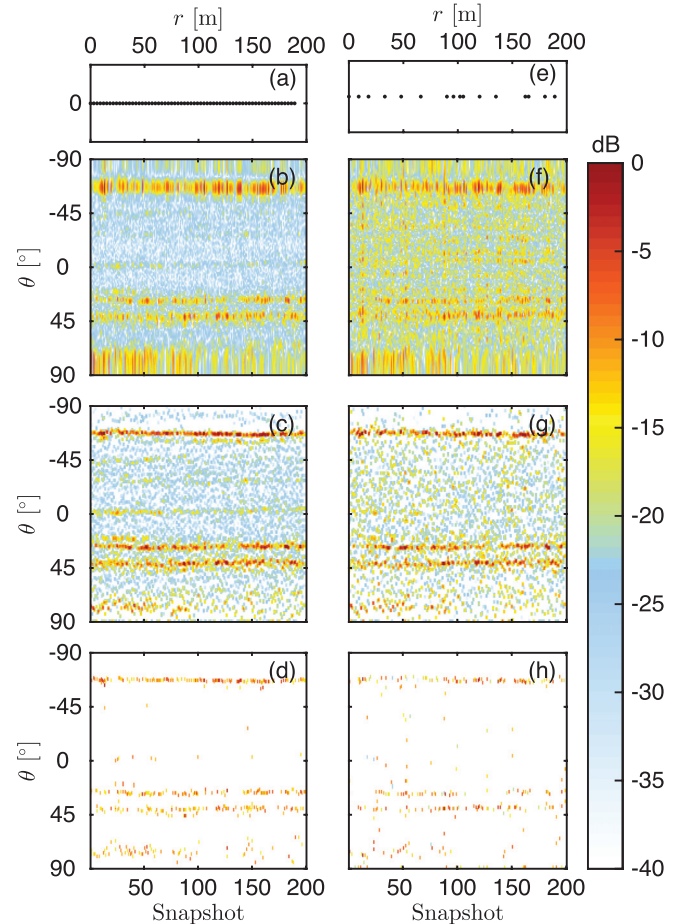 r [m] r [m]
0 50 100 150 200 0 50 100 150 200
(a) (e)
0
dB
-90 (b) (f) 0
-45 -5
θ [°] 0
45 -10
90
-90 (c) (g) -15
-45
θ [°] 0 -20
45 -25
90
-90 (d) (h) -30
-45
θ [°] 0 -35
45
90 -40
50 100 150 200 50 100 150 200
Snapshot Snapshot